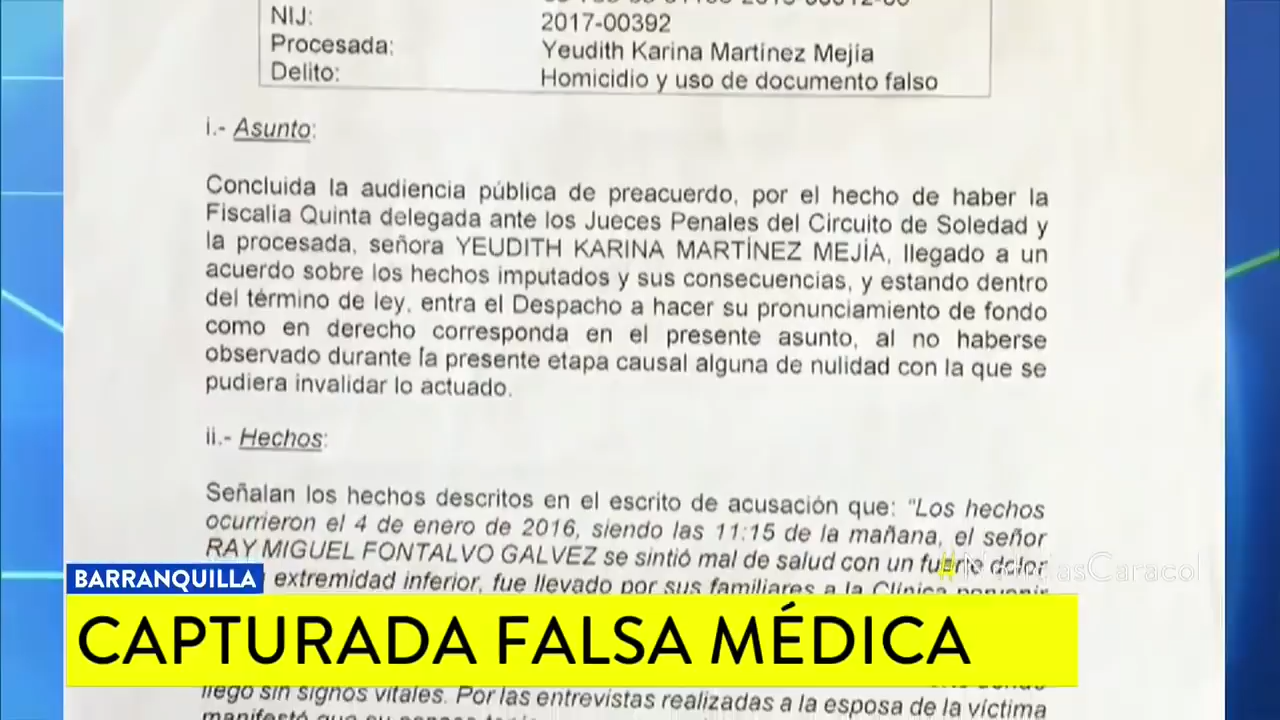 NIJ:
2017-00392
Procesada:
Yeudith Karina Martínez Mejía
Delito:
Homicidio y uso de documento falso
i.- Asunto:
Concluida la audiencia pública de preacuerdo, por el hecho de haber la
Fiscalia Quinta delegada ante los Jueces Penales del Circuito de Soledad y
la procesada, señora YEUDITH KARINA MARTÍNEZ MEJÍA, llegado a un
acuerdo sobre los hechos imputados y sus consecuencias, y estando dentro
del término de ley, entra el Despacho a hacer su pronunciamiento de fondo
como en derecho corresponda en el presente asunto, al no haberse
observado durante la presente etapa causal alguna de nulidad con la que se
pudiera invalidar lo actuado.
ii.- Hechos:
Señalan los hechos descritos en el escrito de acusación que: "Los hechos
ocurrieron el 4 de enero de 2016, siendo las 11:15 de la mañana, el señor
RAY MIGUEL FONTALVO GALVEZ se sintió mal de salud con un fuerte dolor
#NoticiasCaracol
BARRANQUILLA
extremidad inferior, fue llevado por sus familiares a la Clínica porvenir
CAPTURADA FALSA MÉDICA
llegó sin signos vitales. Por las entrevistas realizadas a la esposa de la víctima
manifestó que su